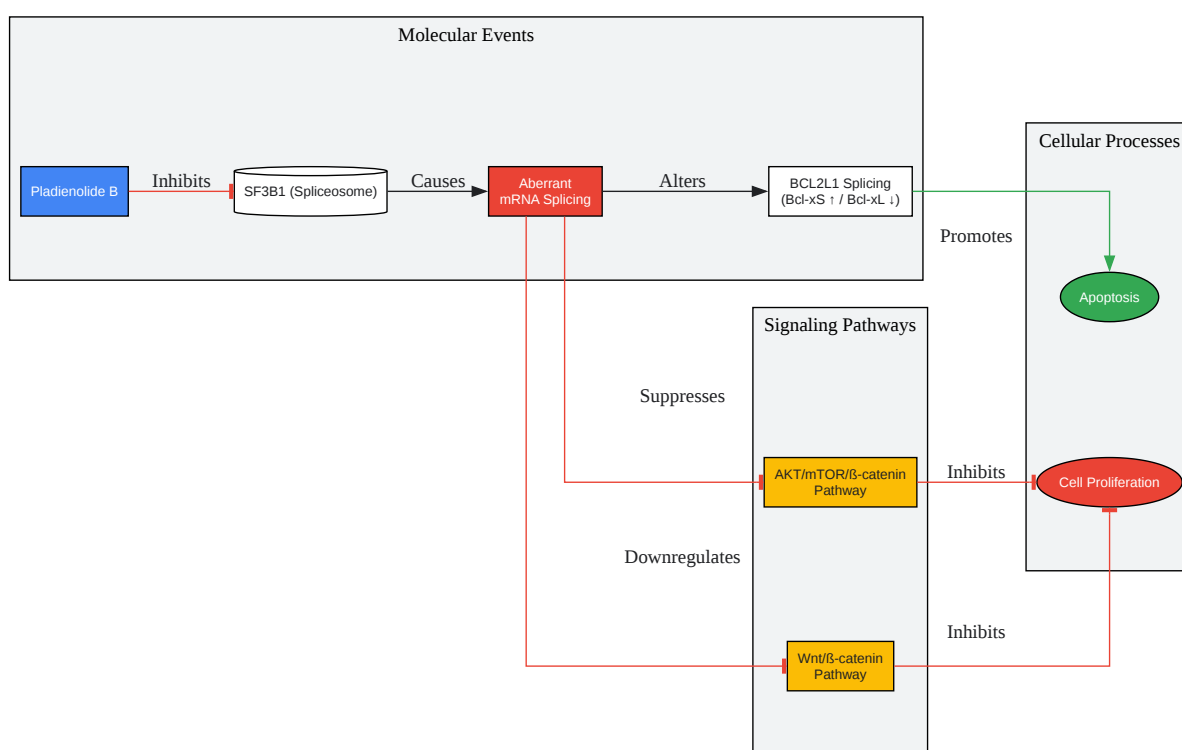 Molecular Events
Cellular Processes
Pladienolide B
Inhibits
SF3B1 (Spliceosome)
Causes
Aberrant
mRNA Splicing
Alters
BCL2L1 Splicing
(Bcl-xS ↑ / Bcl-xL ↓)
Promotes
Apoptosis
Signaling Pathways
Suppresses
AKT/mTOR/ß-catenin
Pathway
Inhibits
Cell Proliferation
Downregulates
Wnt/ß-catenin
Pathway
Inhibits